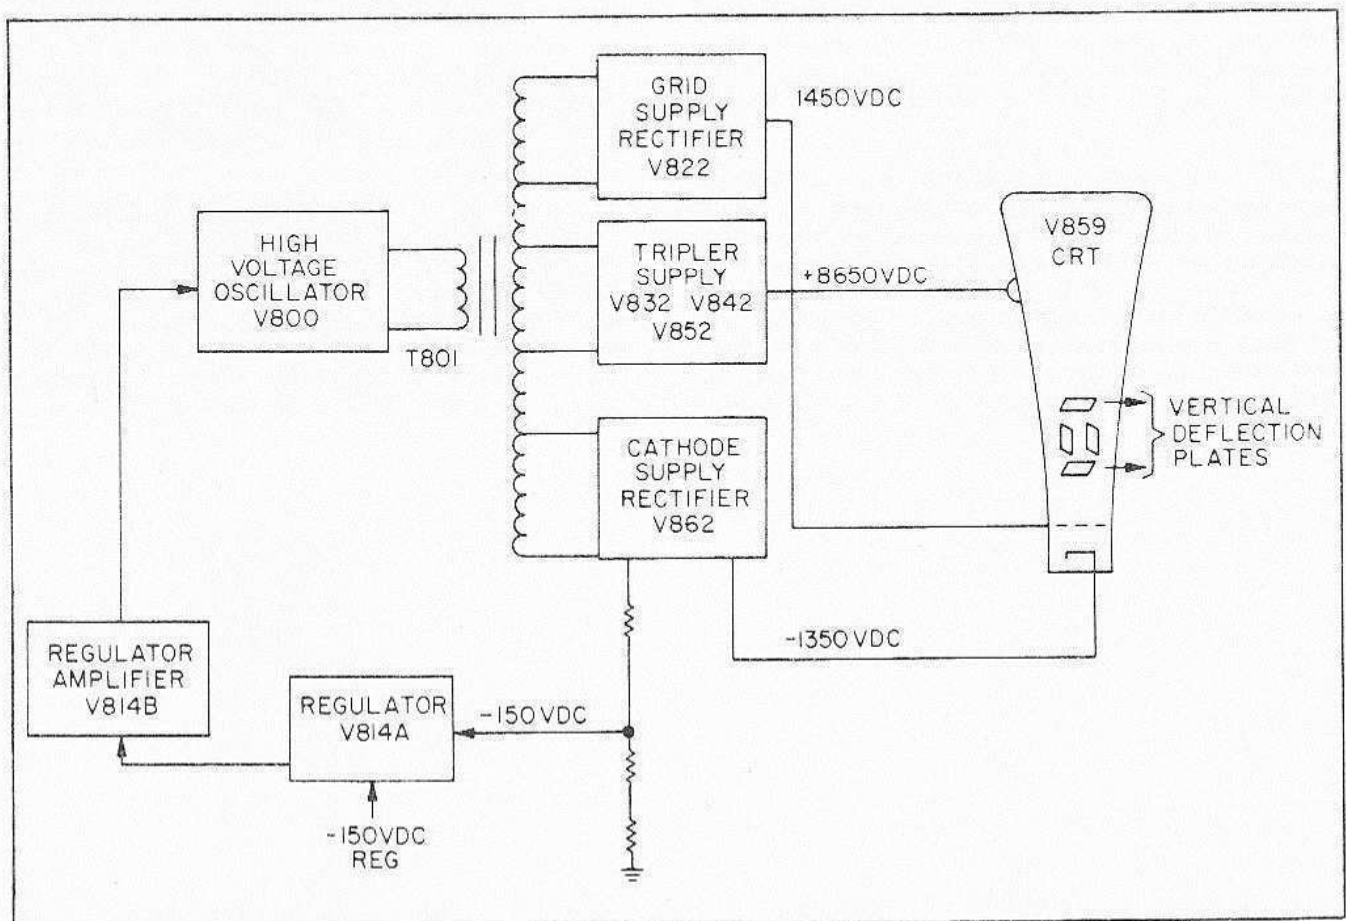 GRID
SUPPLY
RECTIFIER
V822
1450VDC
HIGH
VOLTAGE
OSCILLATOR
V800
T801
TRIPLER
SUPPLY
V832 V842
V852
+8650VDC
V859
CRT
VERTICAL
DEFLECTION
PLATES
CATHODE
SUPPLY
RECTIFIER
V862
-1350VDC
REGULATOR
AMPLIFIER
V814B
REGULATOR
V814A
-150VDC
-150VDC
REG